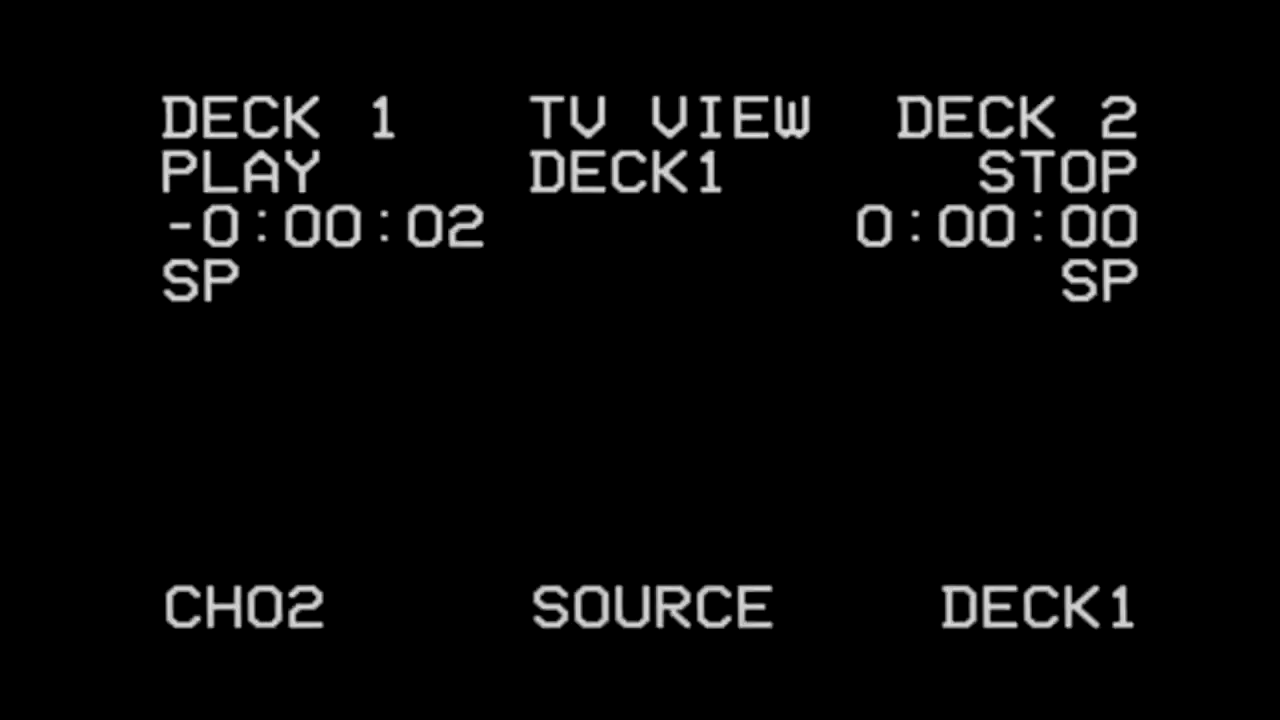 DECK 1 TV VIEW DECK 2
PLAY DECK1 STOP
-0:00:02 0:00:00
SP SP
CH02 SOURCE DECK1